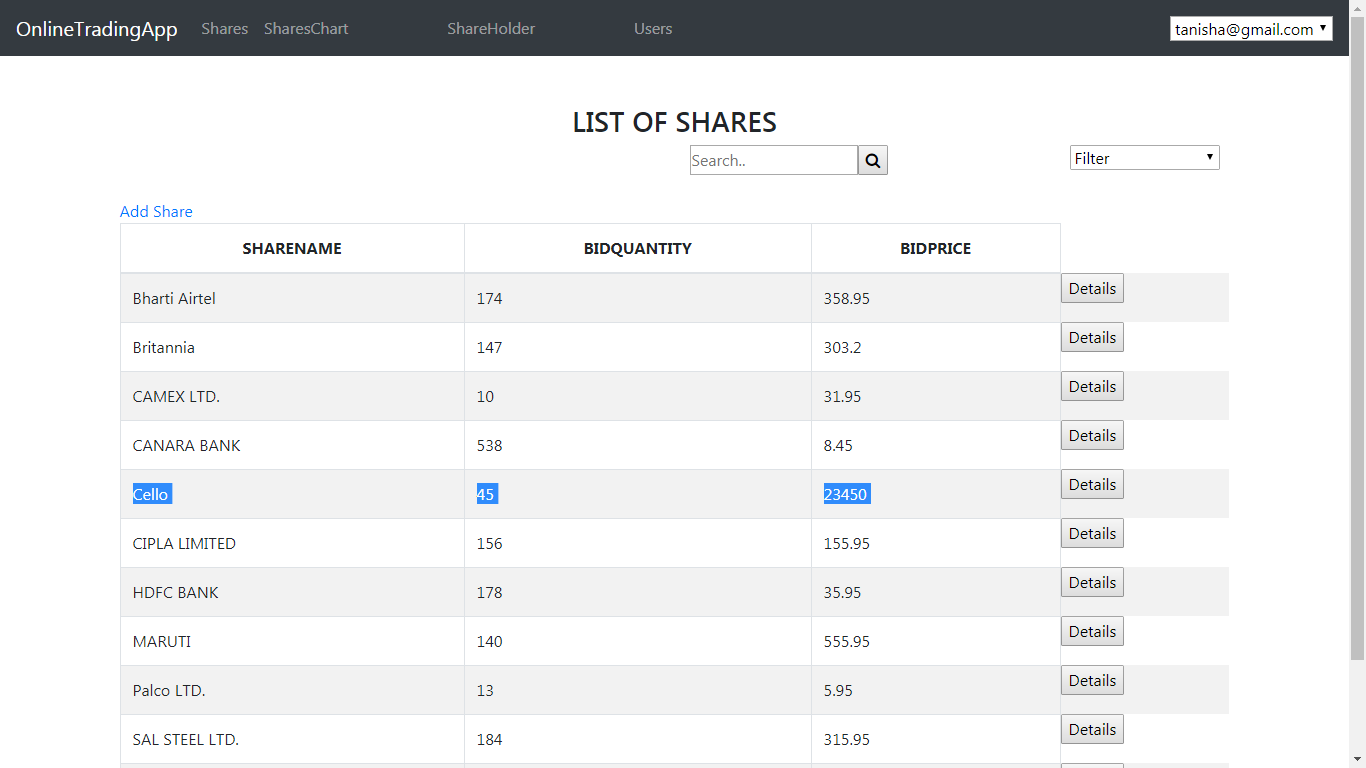 OnlineTradingApp Shares SharesChart ShareHolder Users tanisha@gmail.com
LIST OF SHARES
Search.. Filter
Add Share
SHARENAME BIDQUANTITY BIDPRICE
Bharti Airtel 174 358.95 Details
Britannia 147 303.2 Details
CAMEX LTD. 10 31.95 Details
CANARA BANK 538 8.45 Details
Cello 45 23450 Details
CIPLA LIMITED 156 155.95 Details
HDFC BANK 178 35.95 Details
MARUTI 140 555.95 Details
Palco LTD. 13 5.95 Details
SAL STEEL LTD. 184 315.95 Details